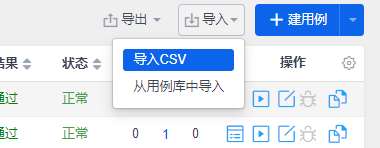 导出 导入 + 建用例
结果 状态 操作
导入CSV
从用例库中导入
通过 正常
通过 正常 0 1 0